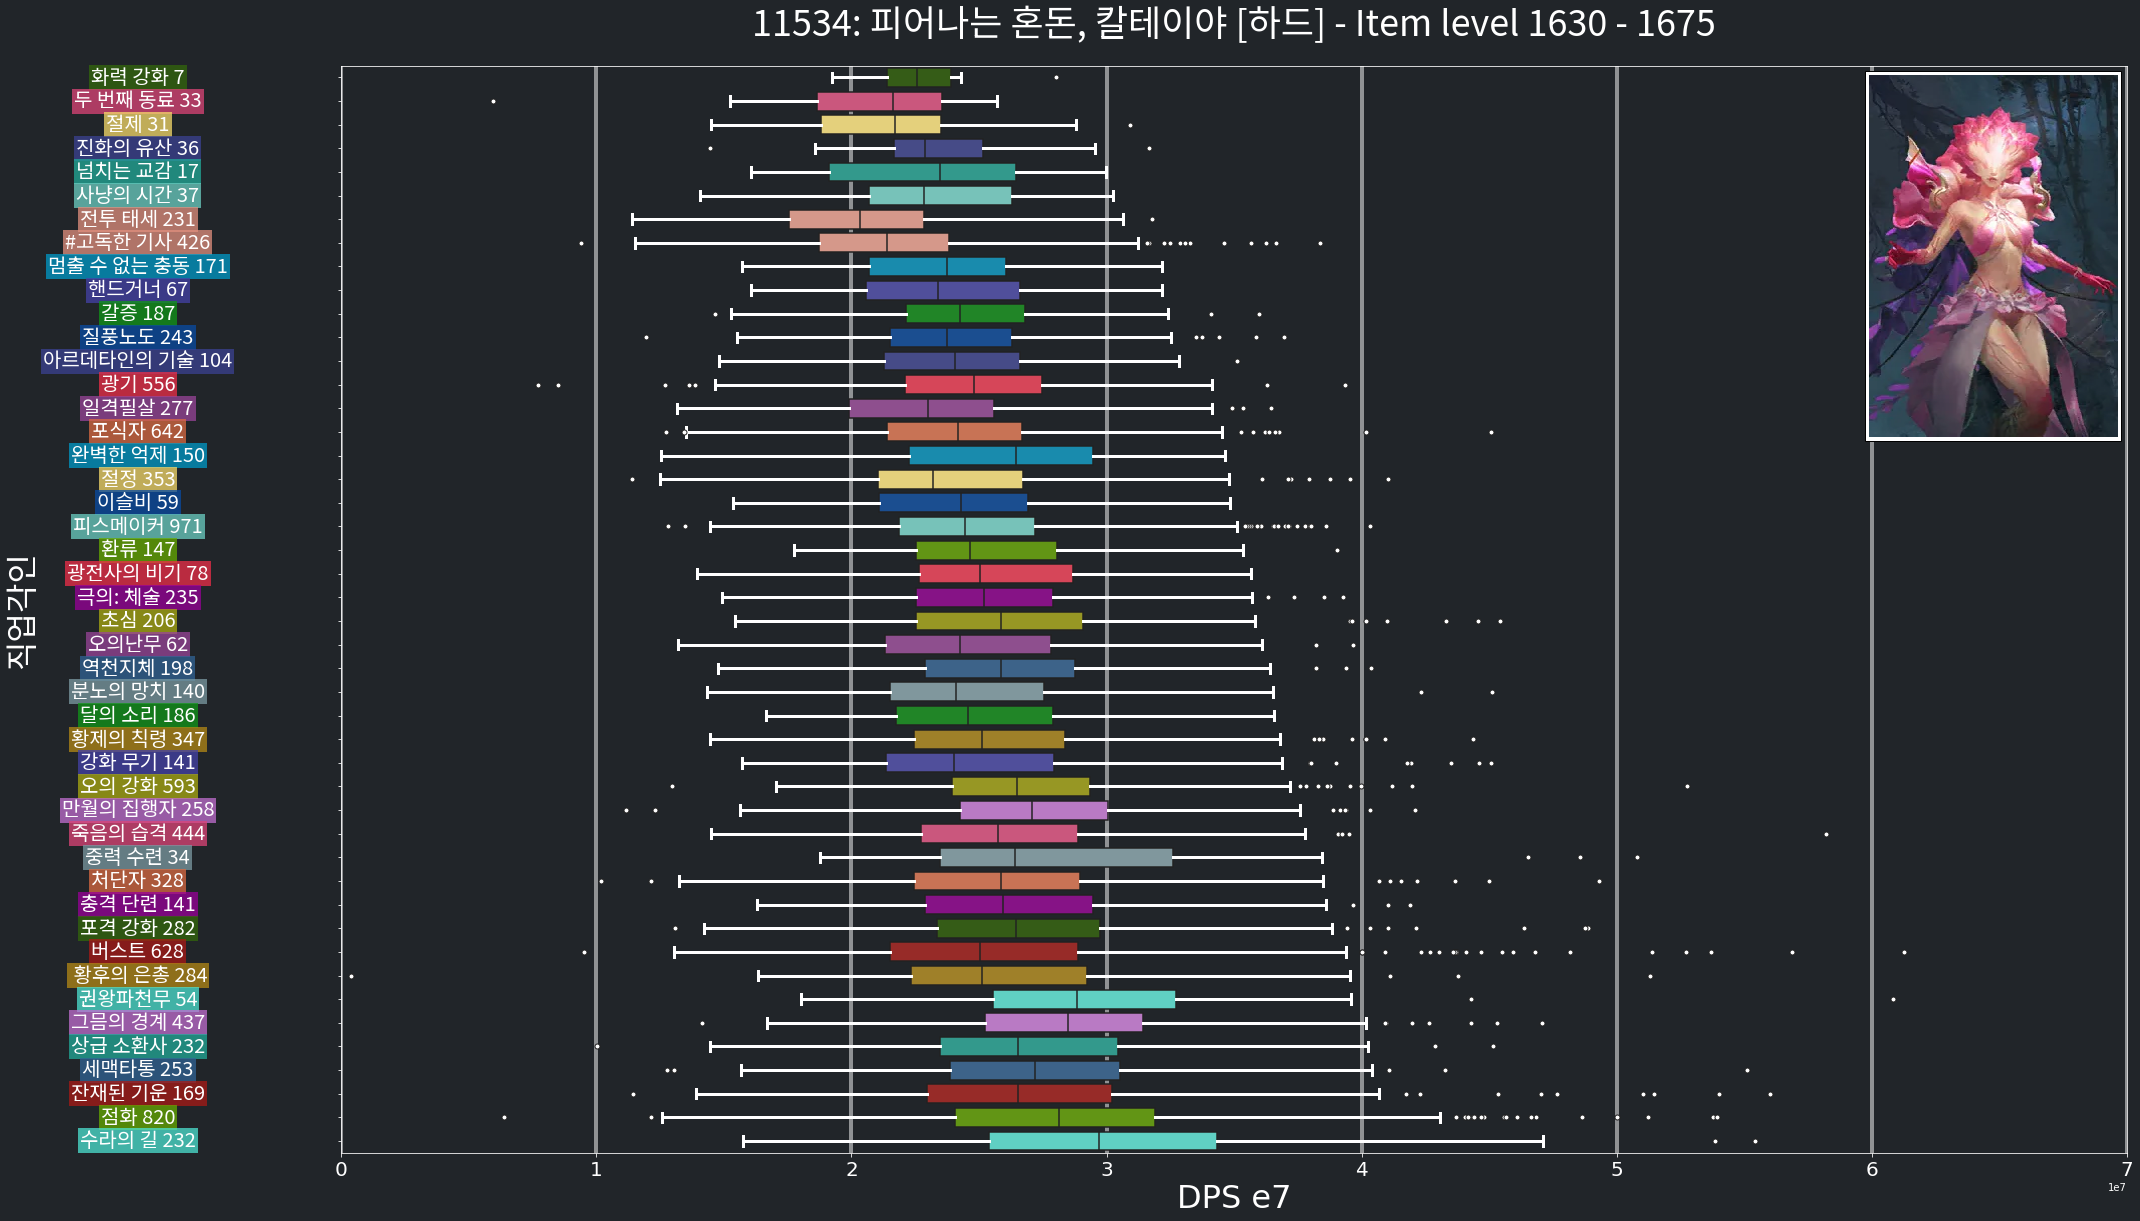 11534: 피어나는 혼돈, 칼테이야 [하드] - Item level 1630 - 1675
화력 강화 7
두 번째 동료 33
절제 31
진화의 유산 36
넘치는 교감 17
사냥의 시간 37
전투 태세 231
#고독한 기사 426
멈출 수 없는 충동 171
핸드거너 67
갈증 187
질풍노도 243
아르데타인의 기술 104
광기 556
일격필살 277
포식자 642
완벽한 억제 150
절정 353
이슬비 59
피스메이커 971
환류 147
광전사의 비기 78
극의: 체술 235
초심 206
오의난무 62
역천지체 198
분노의 망치 140
달의 소리 186
황제의 칙령 347
강화 무기 141
오의 강화 593
만월의 집행자 258
죽음의 습격 444
중력 수련 34
처단자 328
충격 단련 141
포격 강화 282
버스트 628
황후의 은총 284
권왕파천무 54
그믐의 경계 437
상급 소환사 232
세맥타통 253
잔재된 기운 169
점화 820
수라의 길 232
직업각인
0 1 2 3 4 5 6 7
DPS e7
1e7